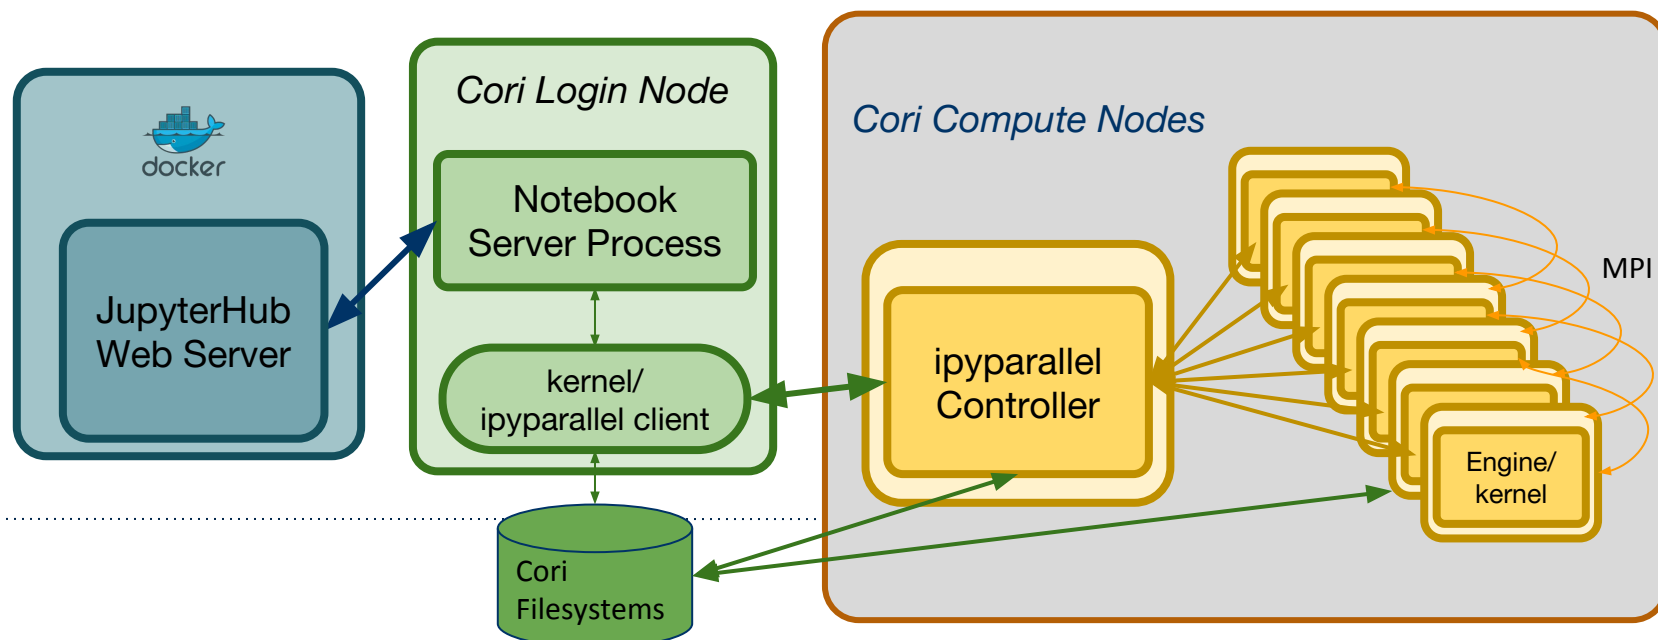 docker
JupyterHub
Web Server
Cori Login Node
Notebook
Server Process
kernel/
ipyparallel client
Cori
Filesystems
Cori Compute Nodes
ipyparallel
Controller
MPI
Engine/
kernel